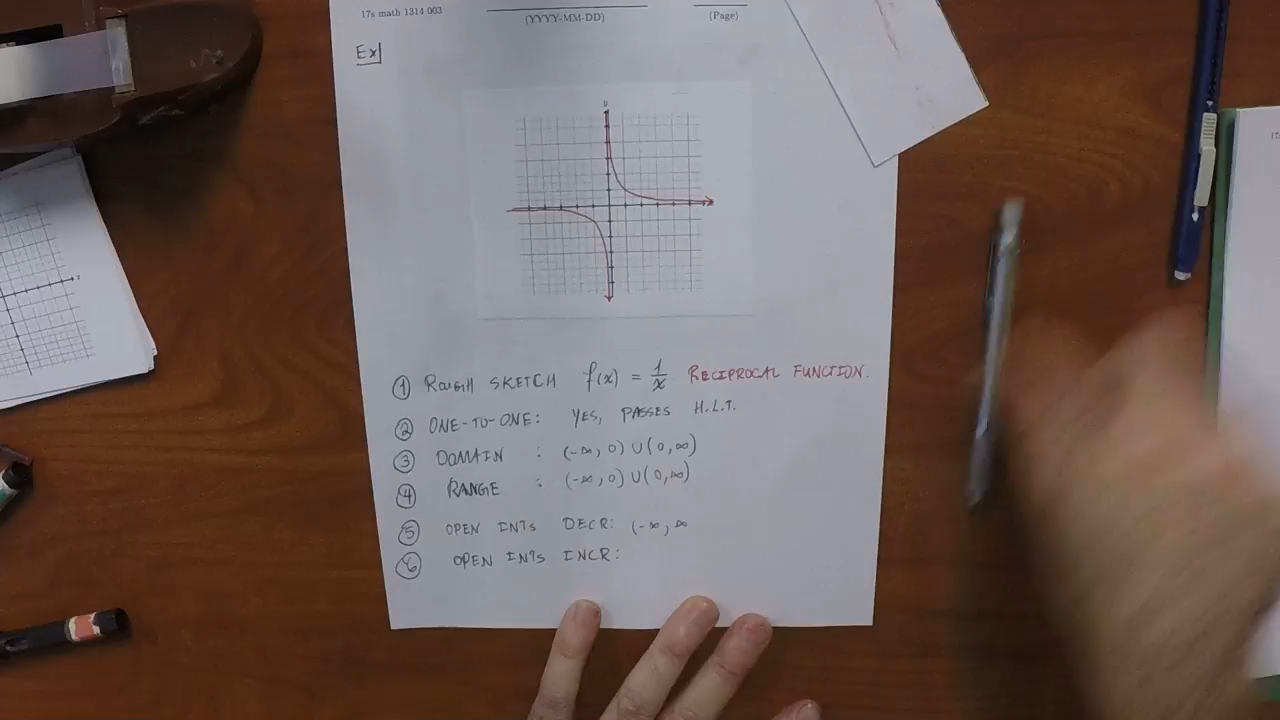 17s math 1314 003
(YYYY-MM-DD)
(Page)
Ex
y
① ROUGH SKETCH f(x) = 1/x RECIPROCAL FUNCTION.
② ONE-TO-ONE: YES, PASSES H.L.T.
③ DOMAIN : (-∞, 0) ∪ (0, ∞)
④ RANGE : (-∞, 0) ∪ (0, ∞)
⑤ OPEN INTs DECR: (-∞, ∞
⑥ OPEN INTs INCR: